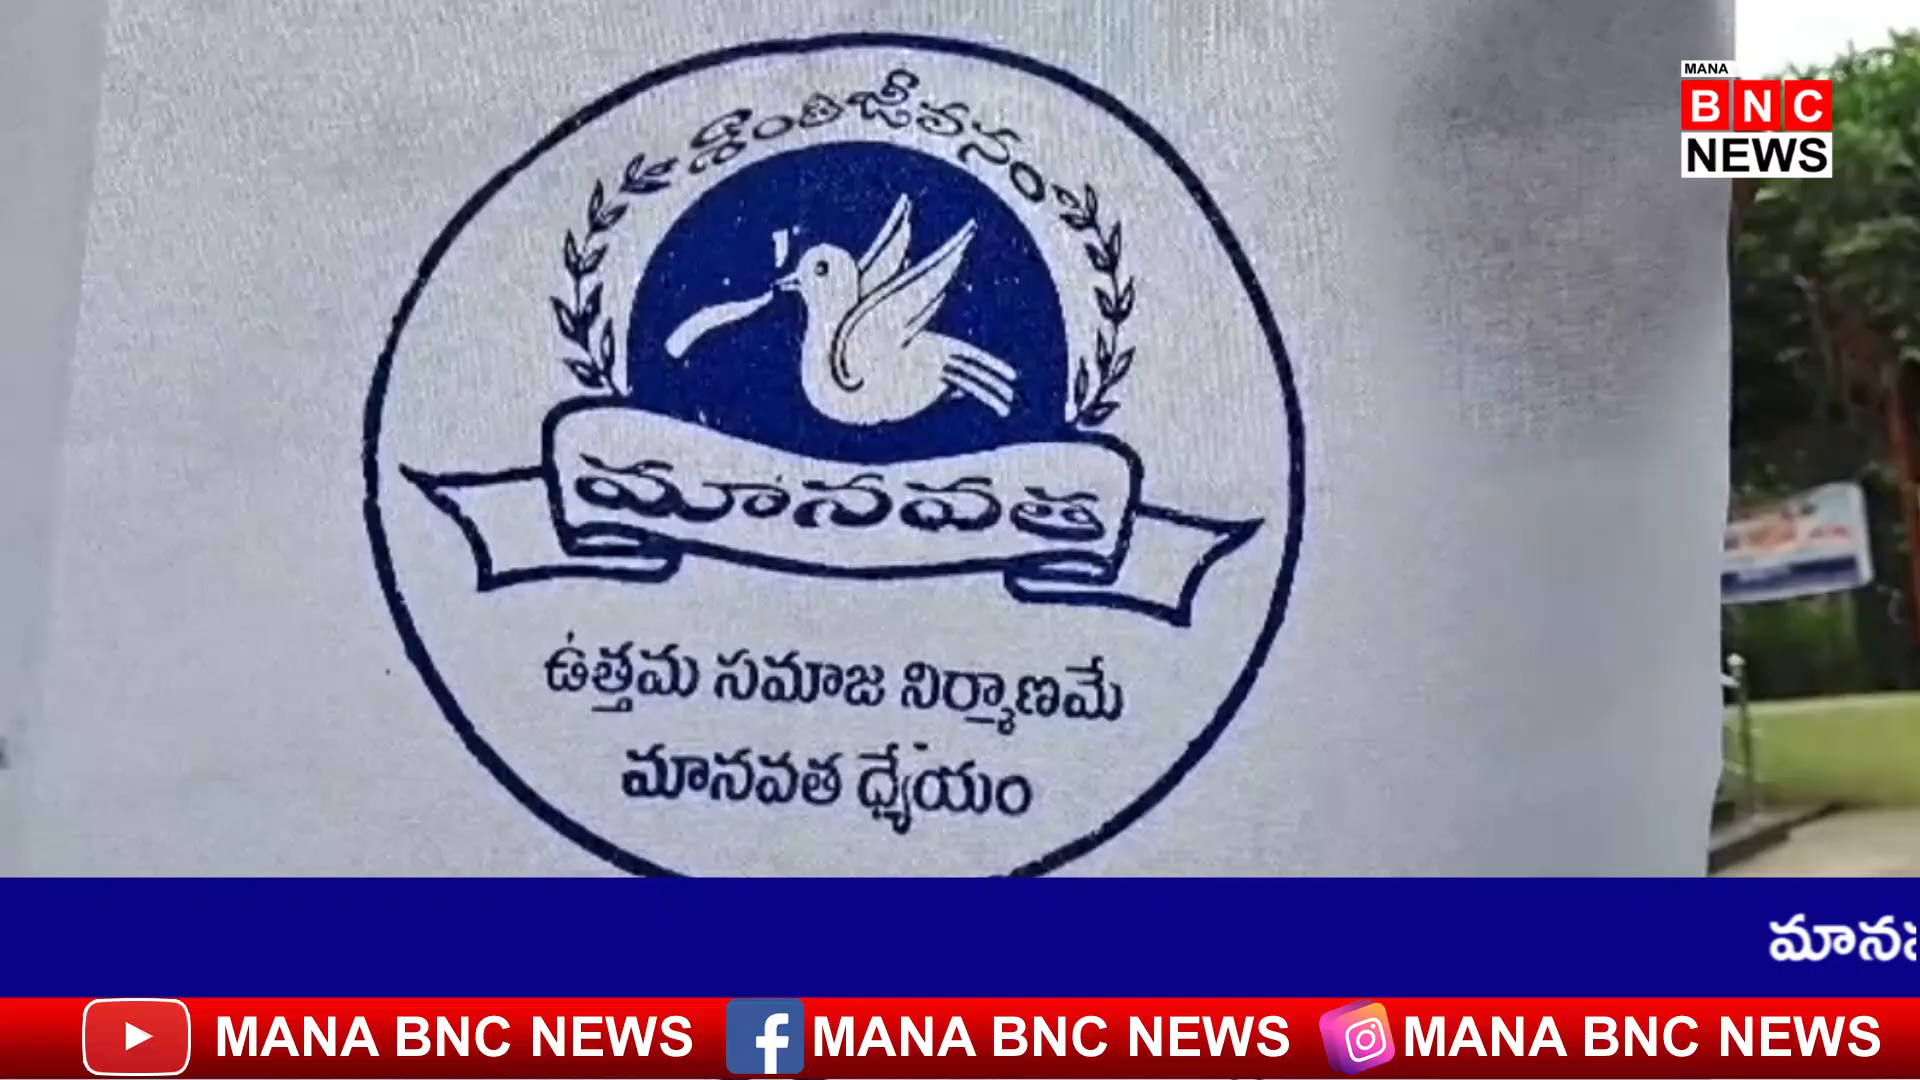 MANA
BNC
NEWS
శాంతి జీవనం
మానవత
ఉత్తమ సమాజ నిర్మాణమే
మానవత ధ్యేయం
MANA BNC NEWS
MANA BNC NEWS
MANA BNC NEWS